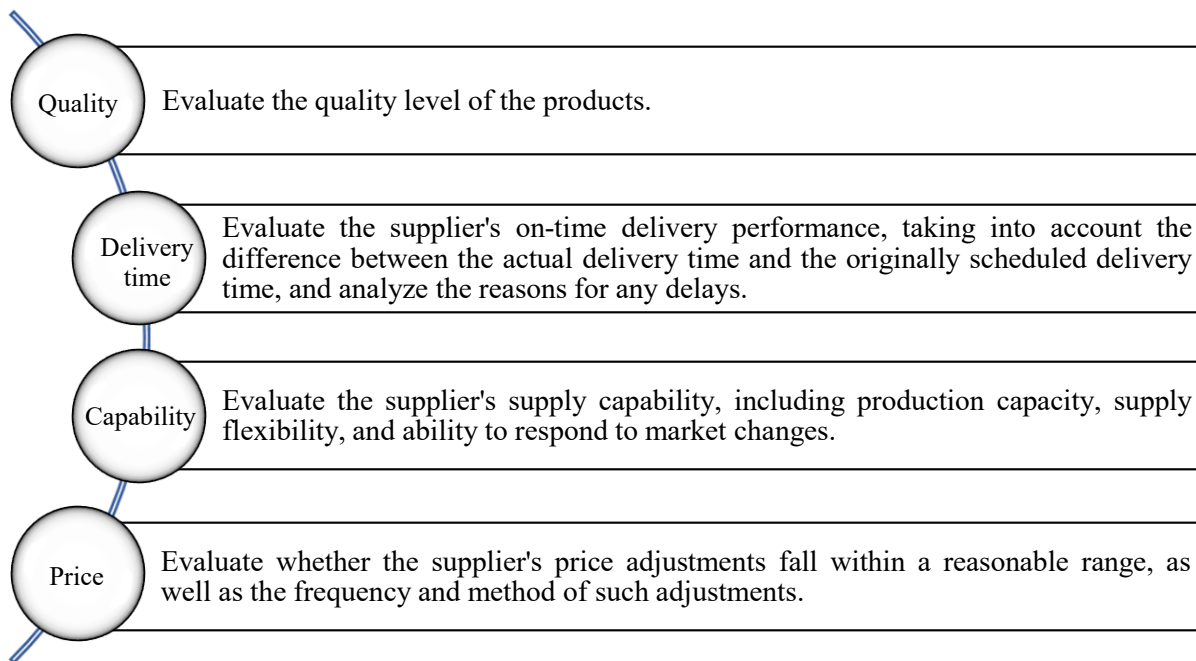 Quality
Evaluate the quality level of the products.
Delivery
time
Evaluate the supplier's on-time delivery performance, taking into account the
difference between the actual delivery time and the originally scheduled delivery
time, and analyze the reasons for any delays.
Capability
Evaluate the supplier's supply capability, including production capacity, supply
flexibility, and ability to respond to market changes.
Price
Evaluate whether the supplier's price adjustments fall within a reasonable range, as
well as the frequency and method of such adjustments.